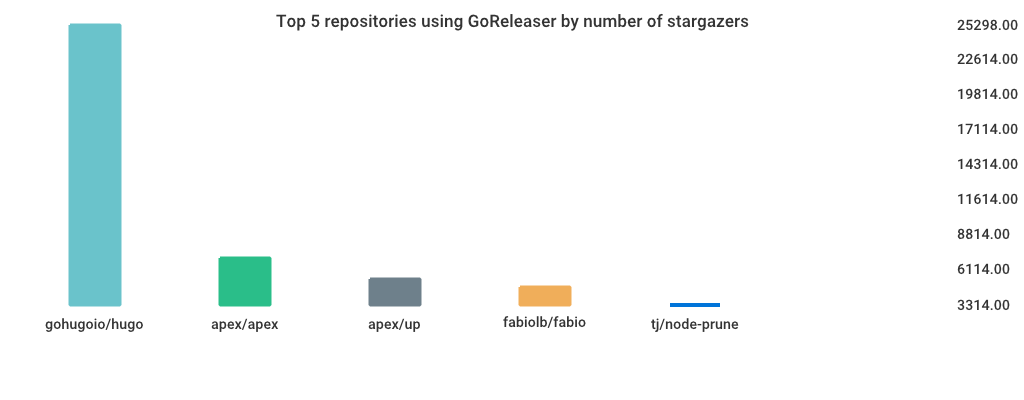 Top 5 repositories using GoReleaser by number of stargazers
25298.00
22614.00
19814.00
17114.00
14314.00
11614.00
8814.00
6114.00
3314.00
gohugoio/hugo
apex/apex
apex/up
fabiolb/fabio
tj/node-prune